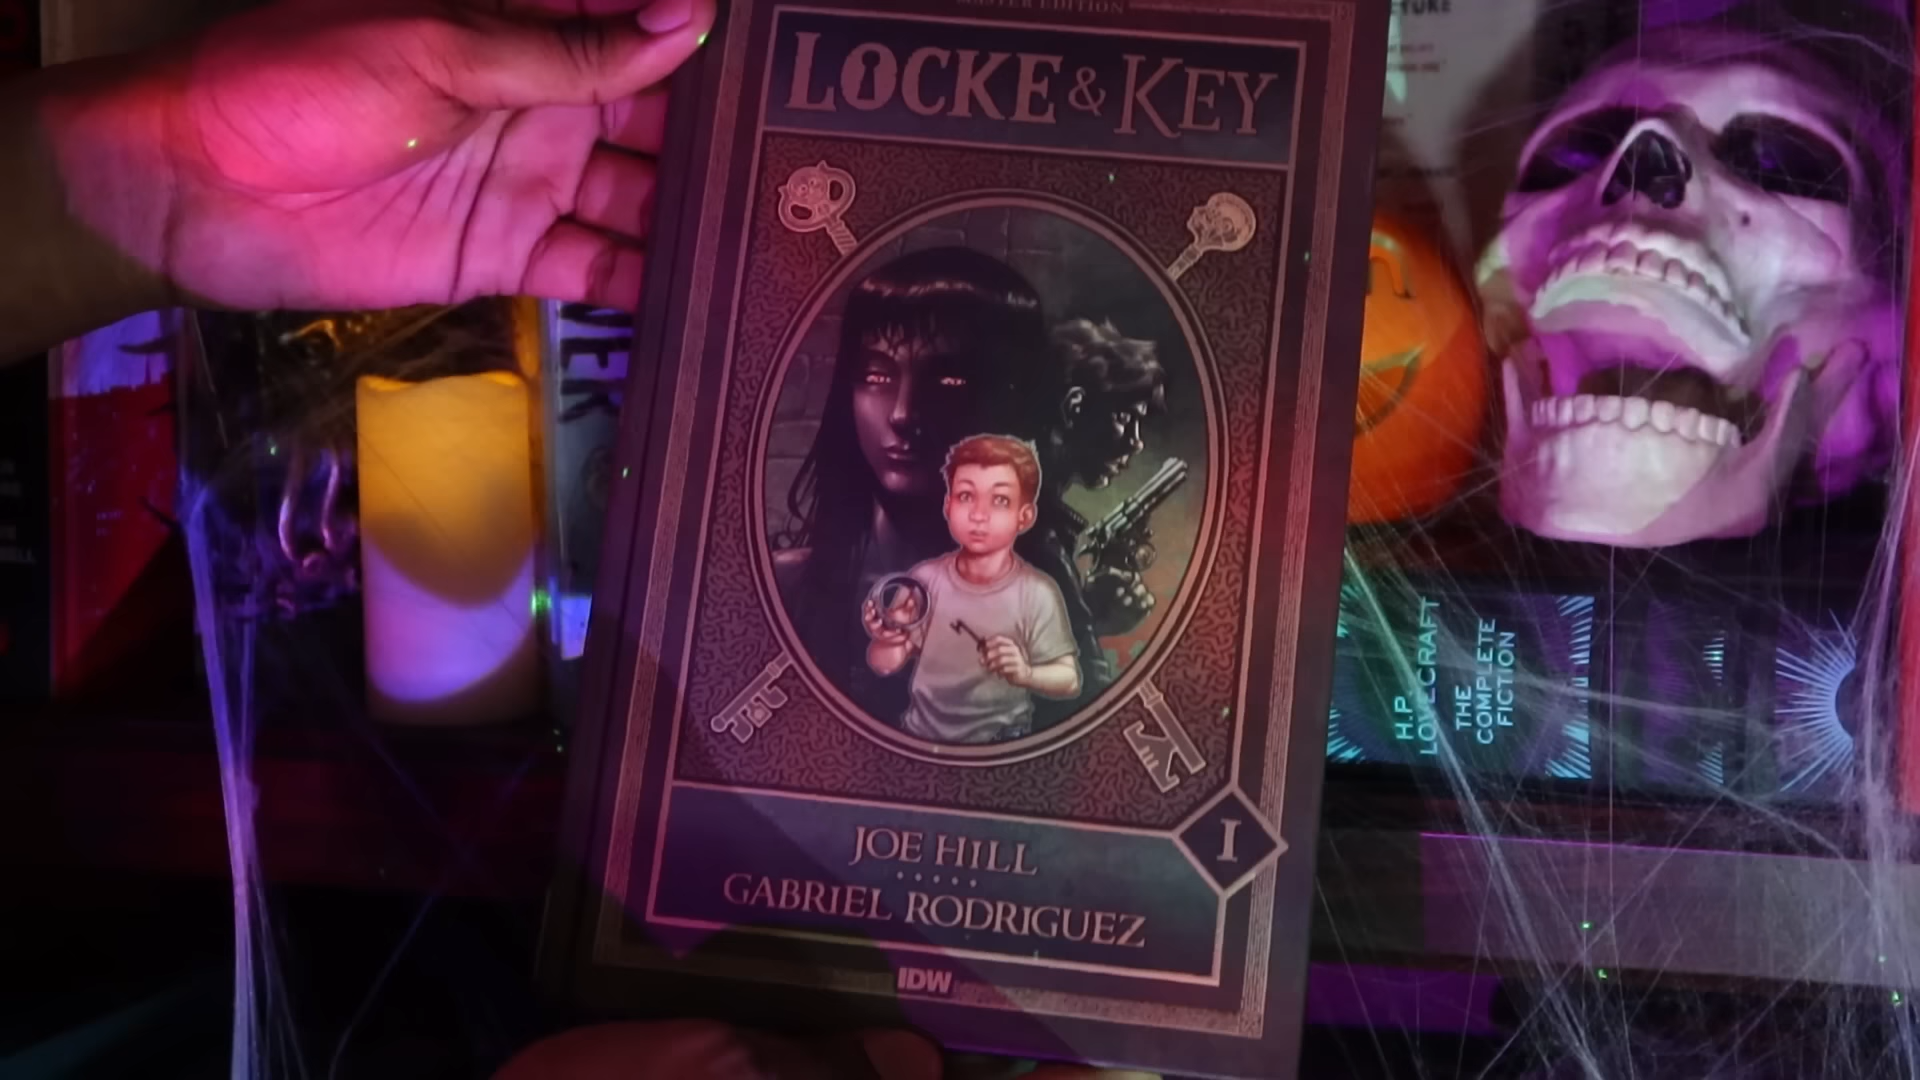 MASTER EDITION
LOCKE & KEY
JOE HILL
GABRIEL RODRIGUEZ
I
IDW
H.P.
LOVECRAFT
THE
COMPLETE
FICTION